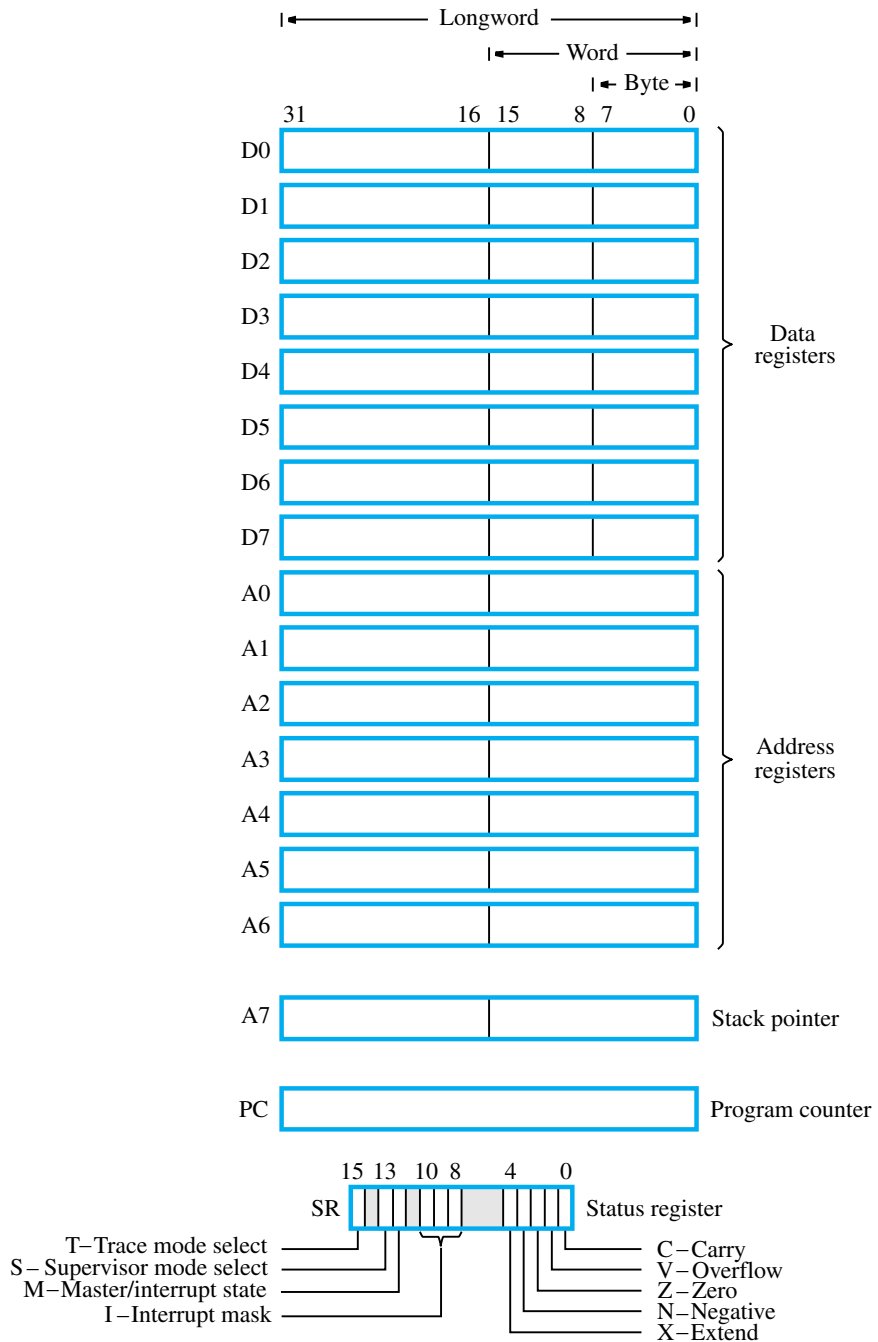 Longword
Word
Byte
31 16 15 8 7 0
D0
D1
D2
D3
D4
D5
D6
D7
Data
registers
A0
A1
A2
A3
A4
A5
A6
Address
registers
A7 Stack pointer
PC Program counter
15 13 10 8 4 0
SR Status register
T–Trace mode select
S–Supervisor mode select
M–Master/interrupt state
I–Interrupt mask
C–Carry
V–Overflow
Z–Zero
N–Negative
X–Extend